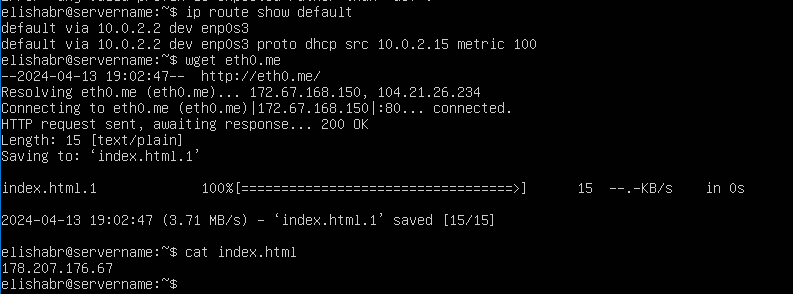 elishabr@servername:~$ ip route show default
default via 10.0.2.2 dev enp0s3
default via 10.0.2.2 dev enp0s3 proto dhcp src 10.0.2.15 metric 100
elishabr@servername:~$ wget eth0.me
--2024-04-13 19:02:47--  http://eth0.me/
Resolving eth0.me (eth0.me)... 172.67.168.150, 104.21.26.234
Connecting to eth0.me (eth0.me)|172.67.168.150|:80... connected.
HTTP request sent, awaiting response... 200 OK
Length: 15 [text/plain]
Saving to: ‘index.html.1’
index.html.1              100%[===================================>]      15  --.-KB/s    in 0s
2024-04-13 19:02:47 (3.71 MB/s) - ‘index.html.1’ saved [15/15]
elishabr@servername:~$ cat index.html
178.207.176.67
elishabr@servername:~$